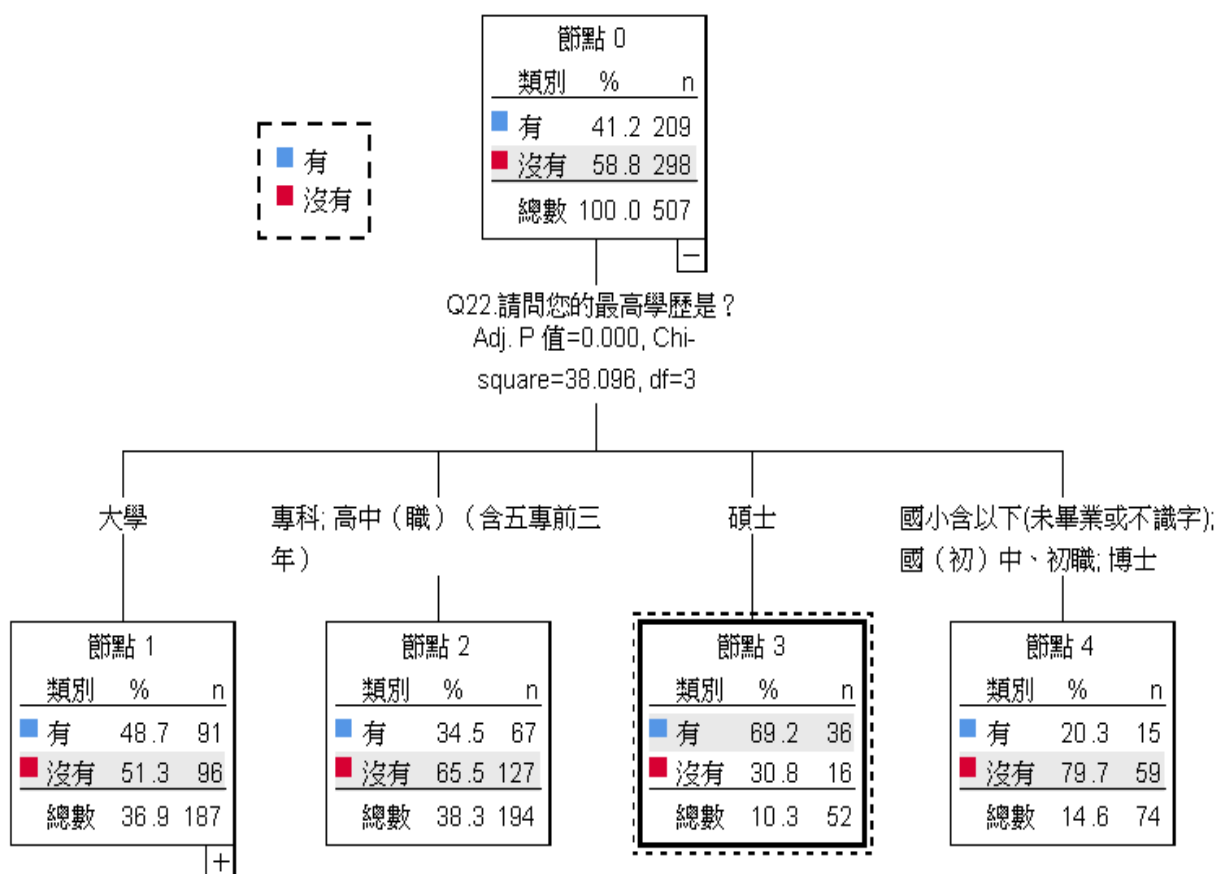 節點 0
類別 % n
有 41.2 209
沒有 58.8 298
總數 100.0 507
有
沒有
Q22.請問您的最高學歷是？
Adj. P 值=0.000, Chi-
square=38.096, df=3
大學
專科; 高中（職）（含五專前三
年）
碩士
國小含以下(未畢業或不識字);
國（初）中、初職; 博士
節點 1
類別 % n
有 48.7 91
沒有 51.3 96
總數 36.9 187
節點 2
類別 % n
有 34.5 67
沒有 65.5 127
總數 38.3 194
節點 3
類別 % n
有 69.2 36
沒有 30.8 16
總數 10.3 52
節點 4
類別 % n
有 20.3 15
沒有 79.7 59
總數 14.6 74